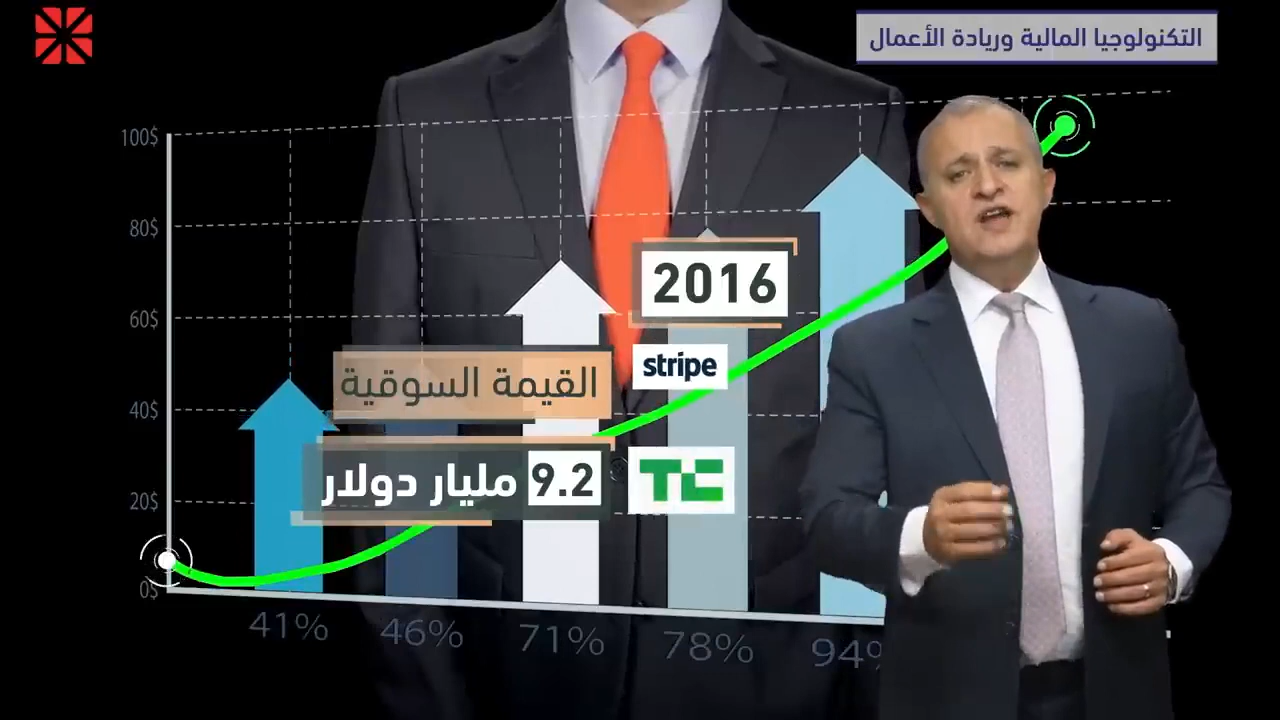 التكنولوجيا المالية وريادة الأعمال
100$
80$
60$
40$
20$
0$
2016
stripe
القيمة السوقية
9.2 مليار دولار
TC
41% 46% 71% 78% 94%